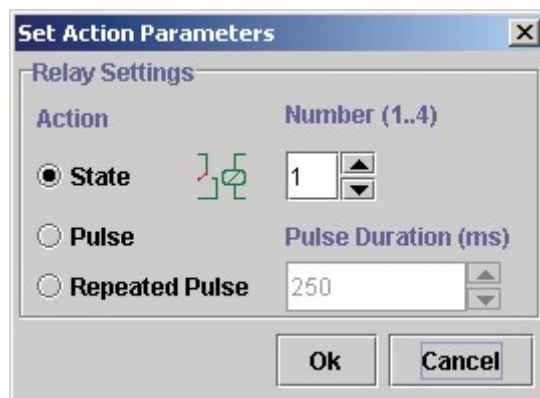 Set Action Parameters
Relay Settings
Action
Number (1..4)
State
1
Pulse
Pulse Duration (ms)
Repeated Pulse
250
Ok
Cancel